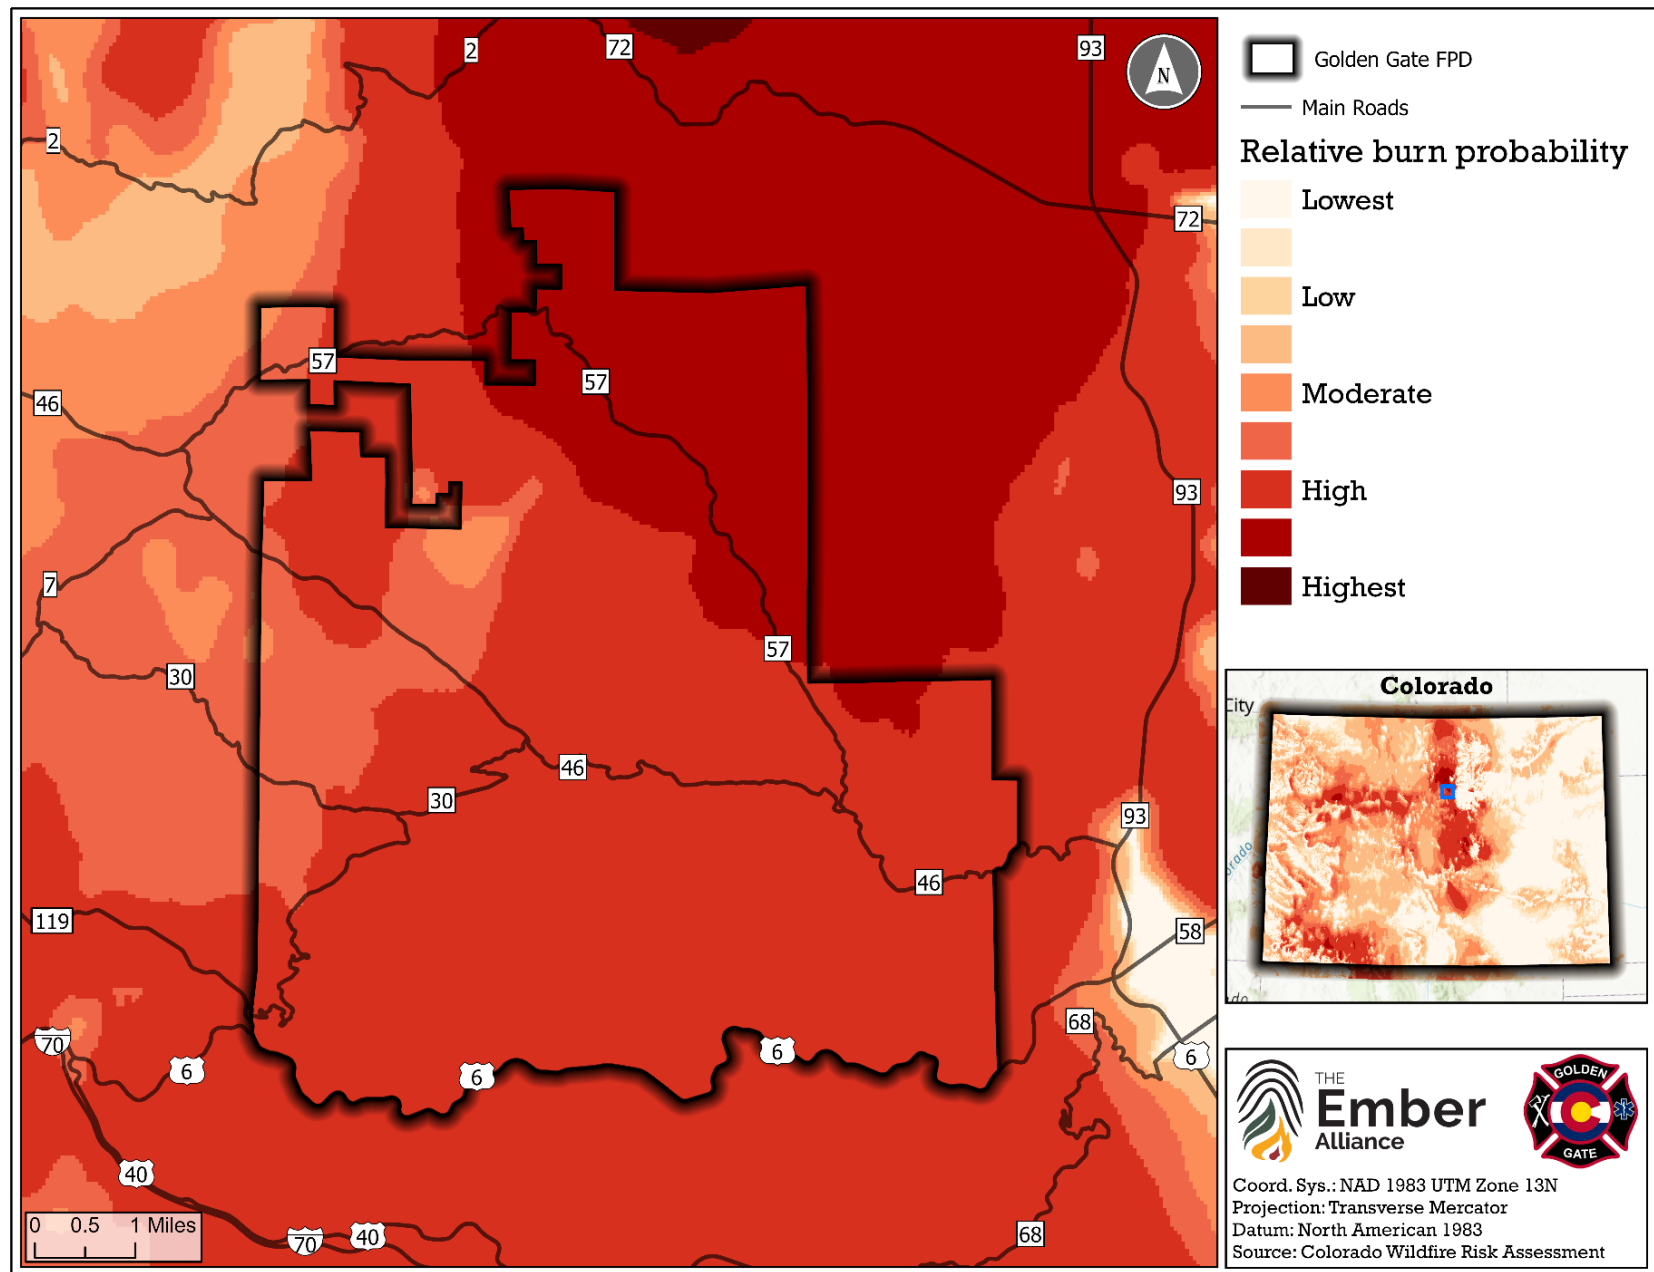 2
72
93
N
2
72
57
46
57
93
7
57
30
46
30
93
46
119
58
68
70
6
6
6
6
40
70
40
68
0 0.5 1 Miles
Golden Gate FPD
Main Roads
Relative burn probability
Lowest
Low
Moderate
High
Highest
Colorado
City
orado
do
THE
Ember
Alliance
GOLDEN
GATE
Coord. Sys.: NAD 1983 UTM Zone 13N
Projection: Transverse Mercator
Datum: North American 1983
Source: Colorado Wildfire Risk Assessment